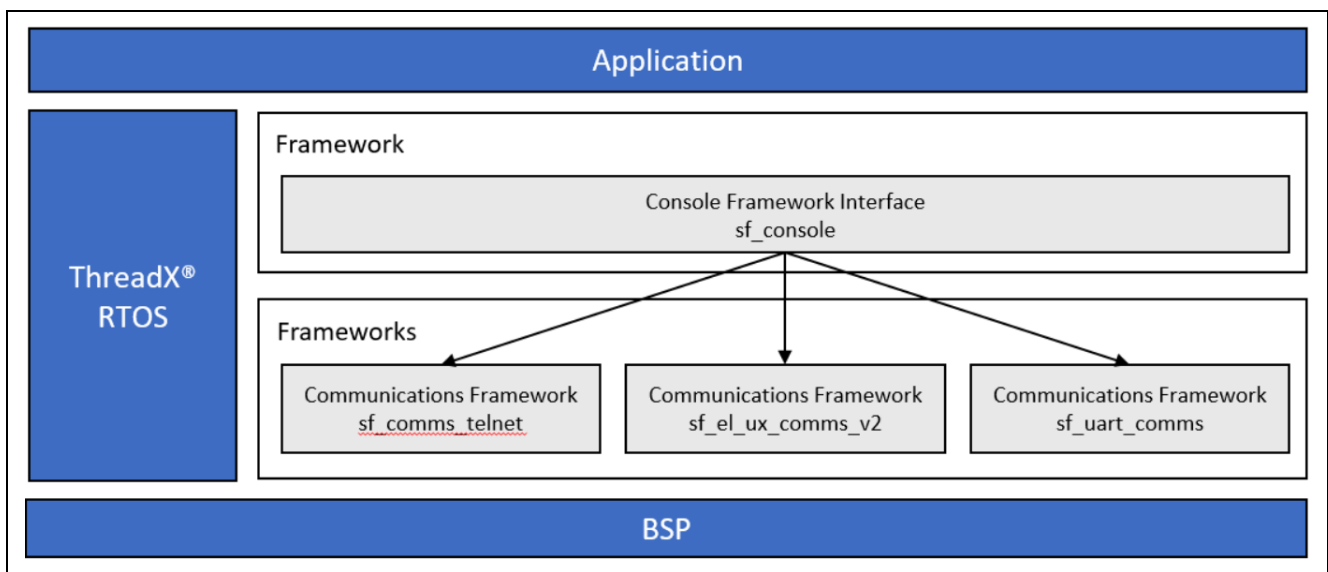 Application
ThreadX®
RTOS
Framework
Console Framework Interface
sf_console
Frameworks
Communications Framework
sf_comms_telnet
Communications Framework
sf_el_ux_comms_v2
Communications Framework
sf_uart_comms
BSP